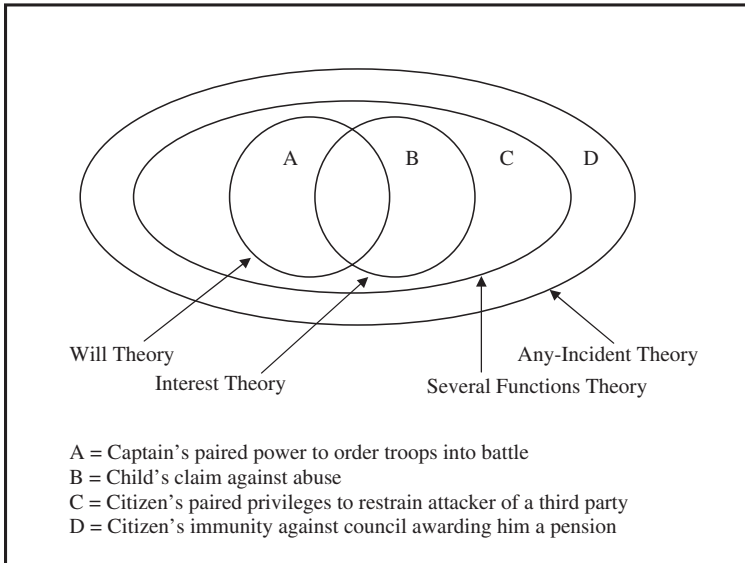 A B C D
Will Theory
Interest Theory
Several Functions Theory
Any-Incident Theory
A = Captain’s paired power to order troops into battle
B = Child’s claim against abuse
C = Citizen’s paired privileges to restrain attacker of a third party
D = Citizen’s immunity against council awarding him a pension